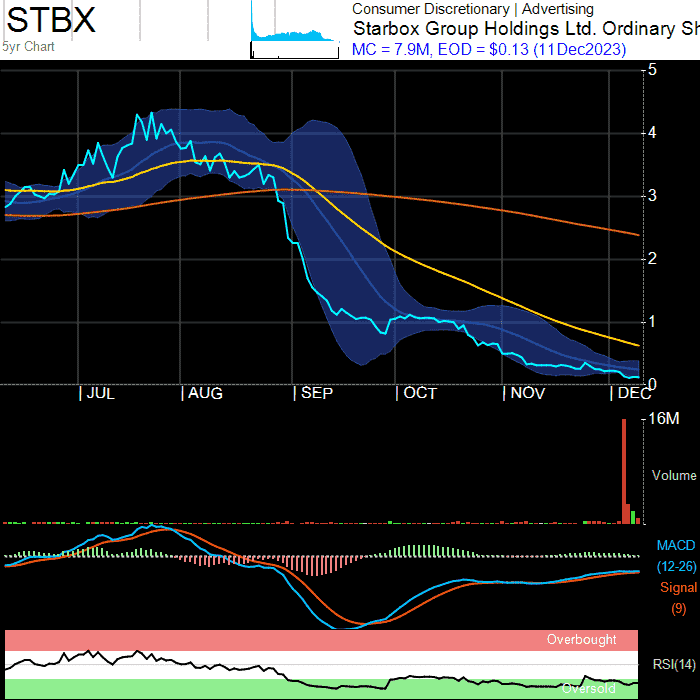 STBX
5yr Chart
Consumer Discretionary | Advertising
Starbox Group Holdings Ltd. Ordinary Sh
MC = 7.9M, EOD = $0.13 (11Dec2023)
5
4
3
2
1
0
| JUL | AUG | SEP | OCT | NOV | DEC
16M
Volume
MACD
(12-26)
Signal
(9)
Overbought
RSI(14)
Oversold